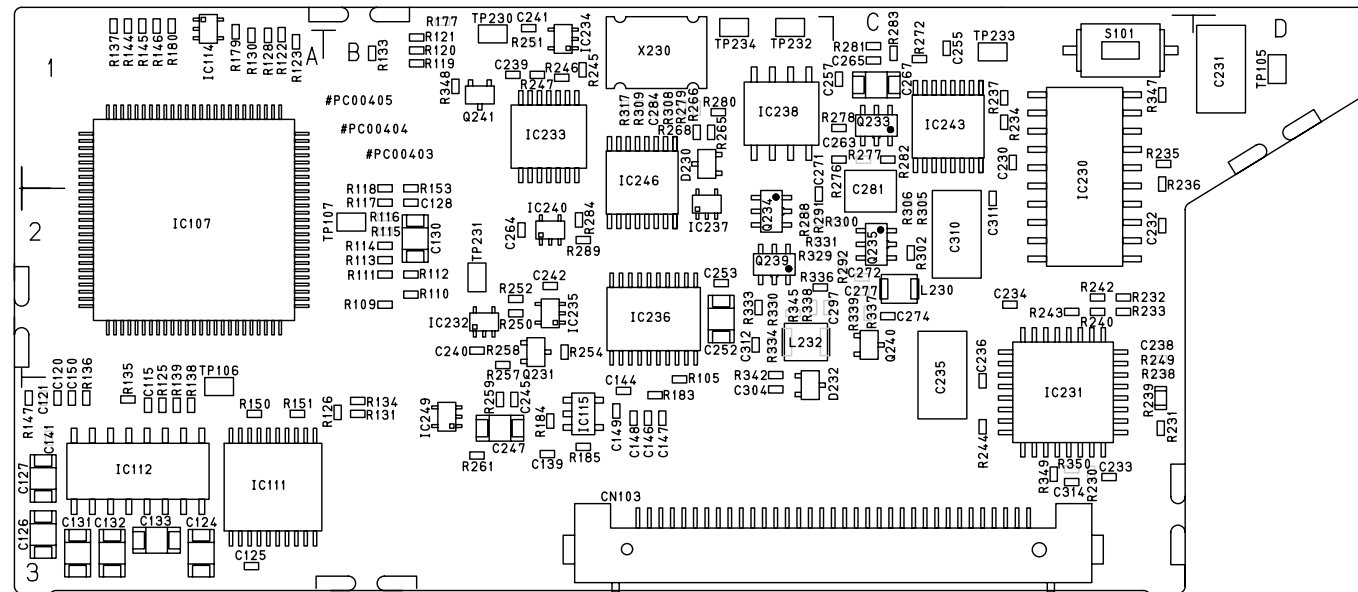 R137 R144 R145 R146 R180 IC114 R179 R130 R128 R122 R123 A B R133
R177
R121
R120
R119
TP230 C241 R251 IC234
C239 R247 R246 R245
R348 Q241
X230
TP234 TP232
C
R281
C265
R283 R272 C255 TP233
S101
C231
D
TP105
1
#PC00405
#PC00404
#PC00403
IC233
R317 R309 C284 R308 R279 R266
R268 R265 R280
IC238
C257 C267
R278 Q233
C263 R277 R282
IC243
R237
R234
C230
IC230
R347
R235
R236
C232
IC107
R118 R153
R117 C128
TP107
R116
R115
R114
R113
R111 R112
R110
R109
C130
TP231
C264 IC240 R284
R289
IC246
D230
IC237
Q234 R288 R291 C271
R276 C281
R300 R306 R305
R331
R329
Q239
R292 Q235 R302
C310 C311
2
C242
R252
R250
IC235
IC232
C240 R258
R257 Q231 R254
IC236
C253
C252
R333 R330 R345 R338 C297
R336
C272
C277
L230
R339 R337 C274
C312 R334 L232
Q240
R342
C304
D232
C235
C236
C234
R242
R243
R240
R232
R233
C238
R249
R238
IC231
R239 R231
R244
R349 R350 C314 R230 C233
R147 C121 C120 C150 R136 R135 C115 R125 R139 R138
TP106
R150 R151
R126
R134
R131
IC249
R259 C245
C247
R261
R184 IC115
C139 R185
C144 R105
R183
C149 C148 C146 C147
C141
C127
C126
IC112
IC111
C131 C132 C133 C124
C125
CN103
3